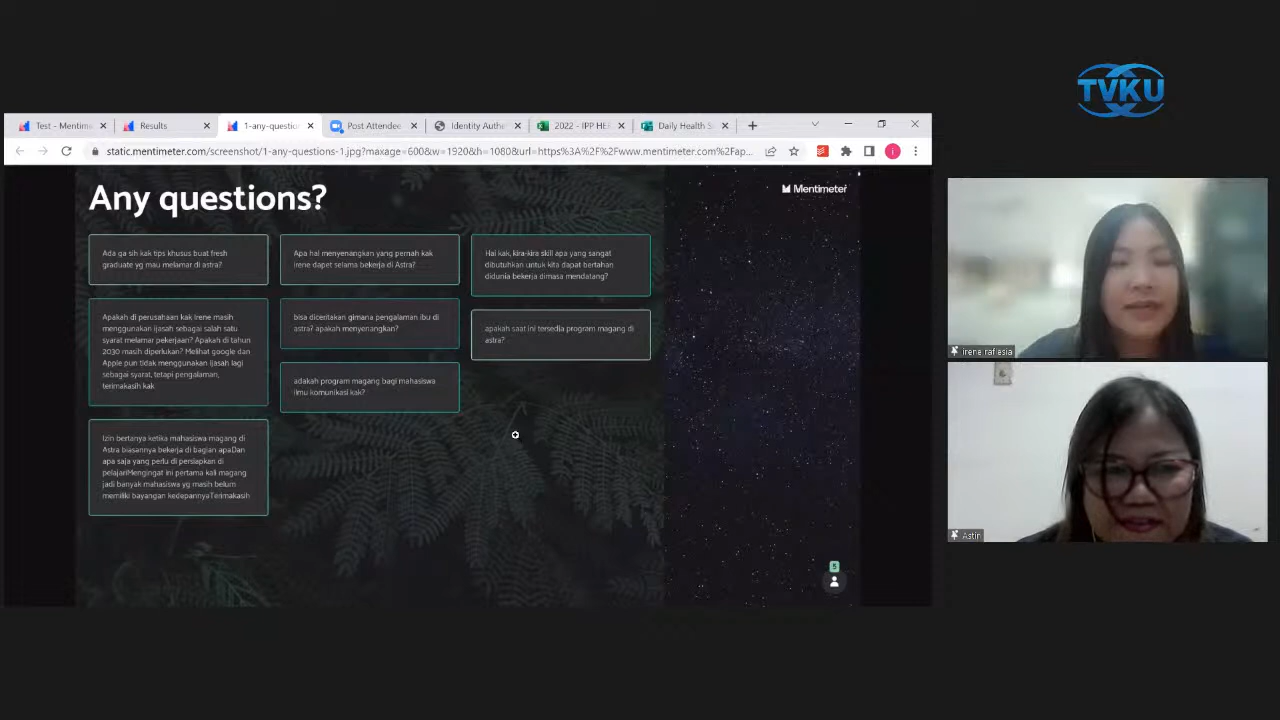 TVKU
Test - Mentime
Results
1-any-questio
Post Attendee
Identity Authe
2022 - IPP HE
Daily Health S
static.mentimeter.com/screenshot/1-any-questions-1.jpg?maxage=600&w=1920&h=1080&url=https%3A%2F%2Fwww.mentimeter.com%2Fap...
Any questions?
Mentimeter
Ada ga sih kak tips khusus buat fresh
graduate yg mau melamar di astra?
Apakah di perusahaan kak Irene masih
menggunakan ijasah sebagai salah satu
syarat melamar pekerjaan? Apakah di tahun
2030 masih diperlukan? Melihat google dan
Apple pun tidak menggunakan ijasah lagi
sebagai syarat, tetapi pengalaman,
terimakasih kak
Izin bertanya ketika mahasiswa magang di
Astra biasannya bekerja di bagian apaDan
apa saja yang perlu di persiapkan di
pelajariMengingat ini pertama kali magang
jadi banyak mahasiswa yg masih belum
memiliki bayangan kedepannyaTerimakasih
Apa hal menyenangkan yang pernah kak
irene dapet selama bekerja di Astra?
bisa diceritakan gimana pengalaman ibu di
astra? apakah menyenangkan?
adakah program magang bagi mahasiswa
ilmu komunikasi kak?
Hai kak, kira-kira skill apa yang sangat
dibutuhkan untuk kita dapat bertahan
didunia bekerja dimasa mendatang?
apakah saat ini tersedia program magang di
astra?
5
irene raflesia
Astin